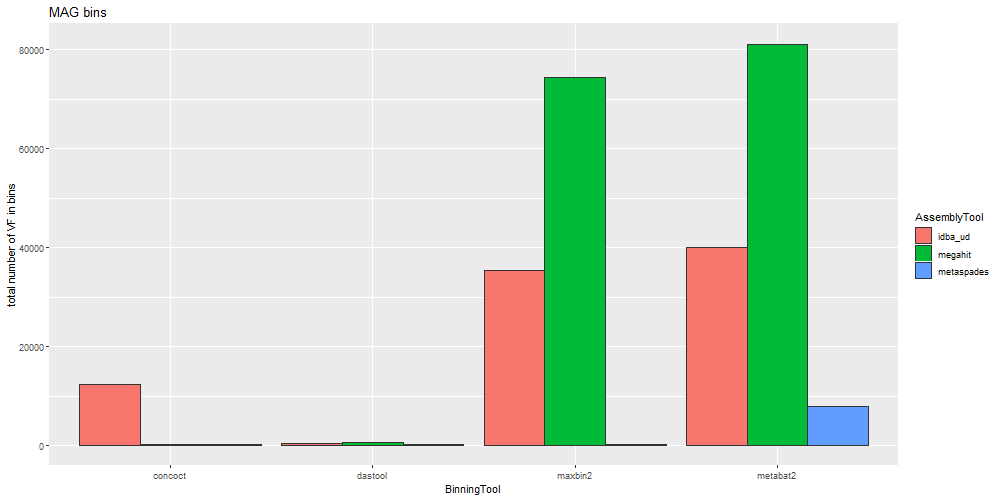 MAG bins
total number of VF in bins
80000
60000
40000
20000
0
concoct
dastool
maxbin2
metabat2
BinningTool
AssemblyTool
idba_ud
megahit
metaspades